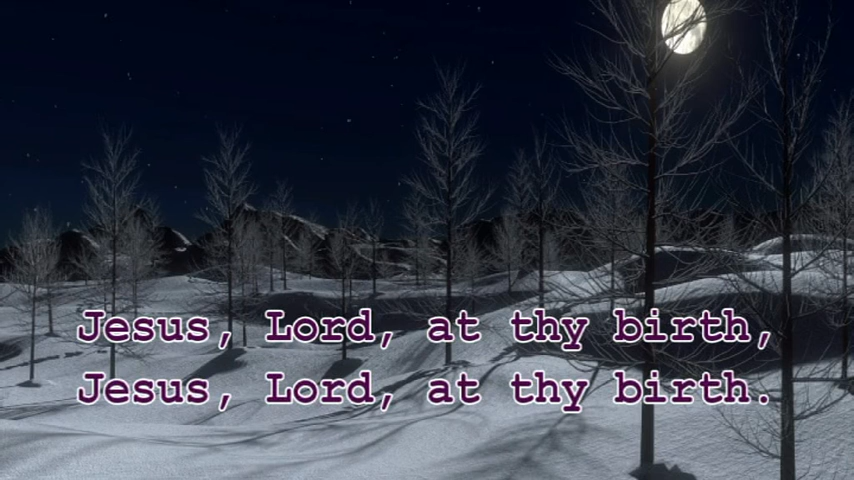 Jesus, Lord, at thy birth,
Jesus, Lord, at thy birth.